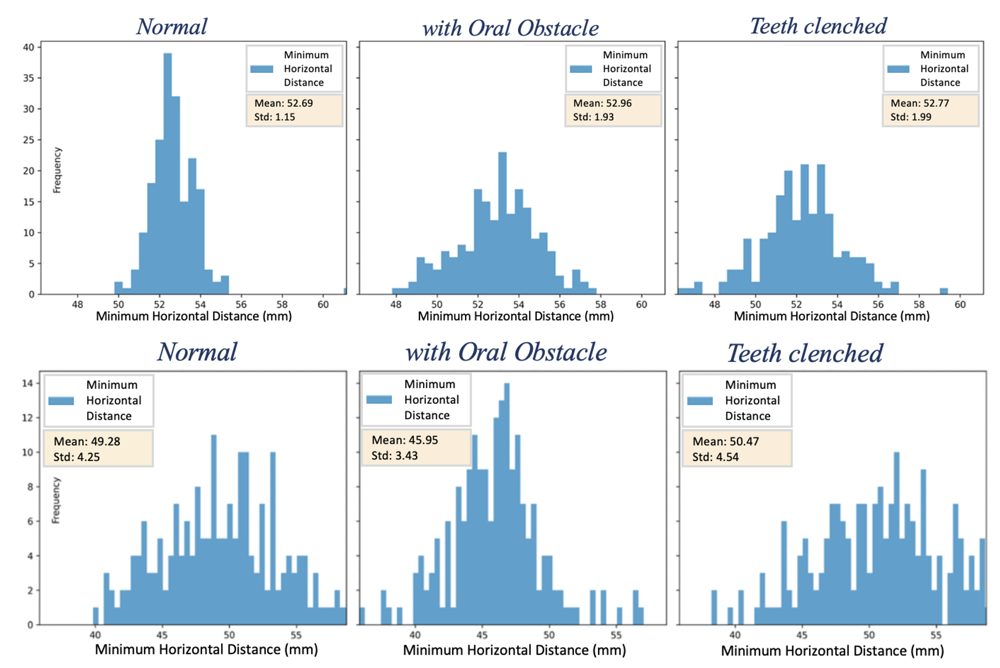 Normal
with Oral Obstacle
Teeth clenched
Minimum
Horizontal
Distance
Mean: 52.69
Std: 1.15
Minimum
Horizontal
Distance
Mean: 52.96
Std: 1.93
Minimum
Horizontal
Distance
Mean: 52.77
Std: 1.99
40
35
30
25
20
15
10
5
0
Frequency
48 50 52 54 56 58 60
48 50 52 54 56 58 60
48 50 52 54 56 58 60
Minimum Horizontal Distance (mm)
Minimum Horizontal Distance (mm)
Minimum Horizontal Distance (mm)
Normal
with Oral Obstacle
Teeth clenched
Minimum
Horizontal
Distance
Mean: 49.28
Std: 4.25
Minimum
Horizontal
Distance
Mean: 45.95
Std: 3.43
Minimum
Horizontal
Distance
Mean: 50.47
Std: 4.54
14
12
10
8
6
4
2
0
Frequency
40 45 50 55
40 45 50 55
40 45 50 55
Minimum Horizontal Distance (mm)
Minimum Horizontal Distance (mm)
Minimum Horizontal Distance (mm)